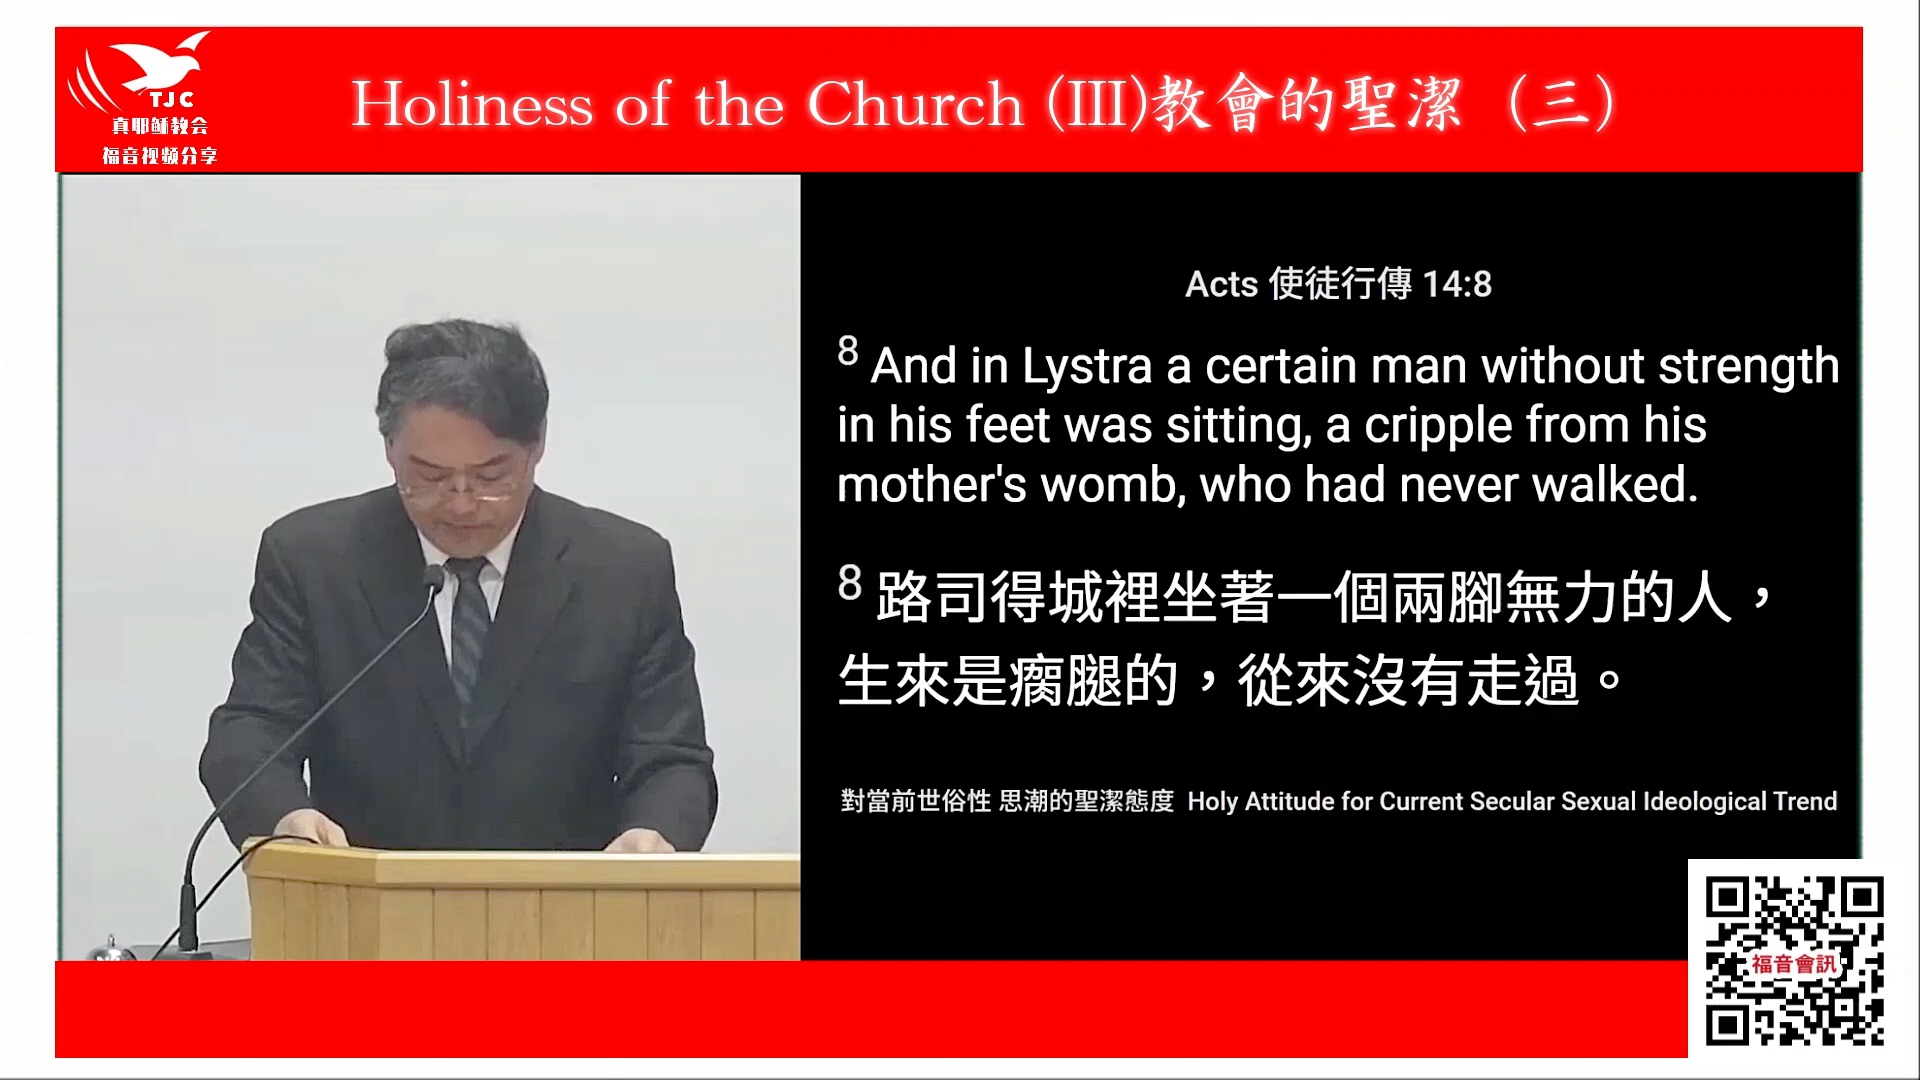 TJC
真耶稣教会
福音视频分享
Holiness of the Church (III)教會的聖潔（三）
Acts 使徒行傳 14:8
8 And in Lystra a certain man without strength
in his feet was sitting, a cripple from his
mother's womb, who had never walked.
8 路司得城裡坐著一個兩腳無力的人，
生來是瘸腿的，從來沒有走過。
對當前世俗性 思潮的聖潔態度 Holy Attitude for Current Secular Sexual Ideological Trend
福音會訊